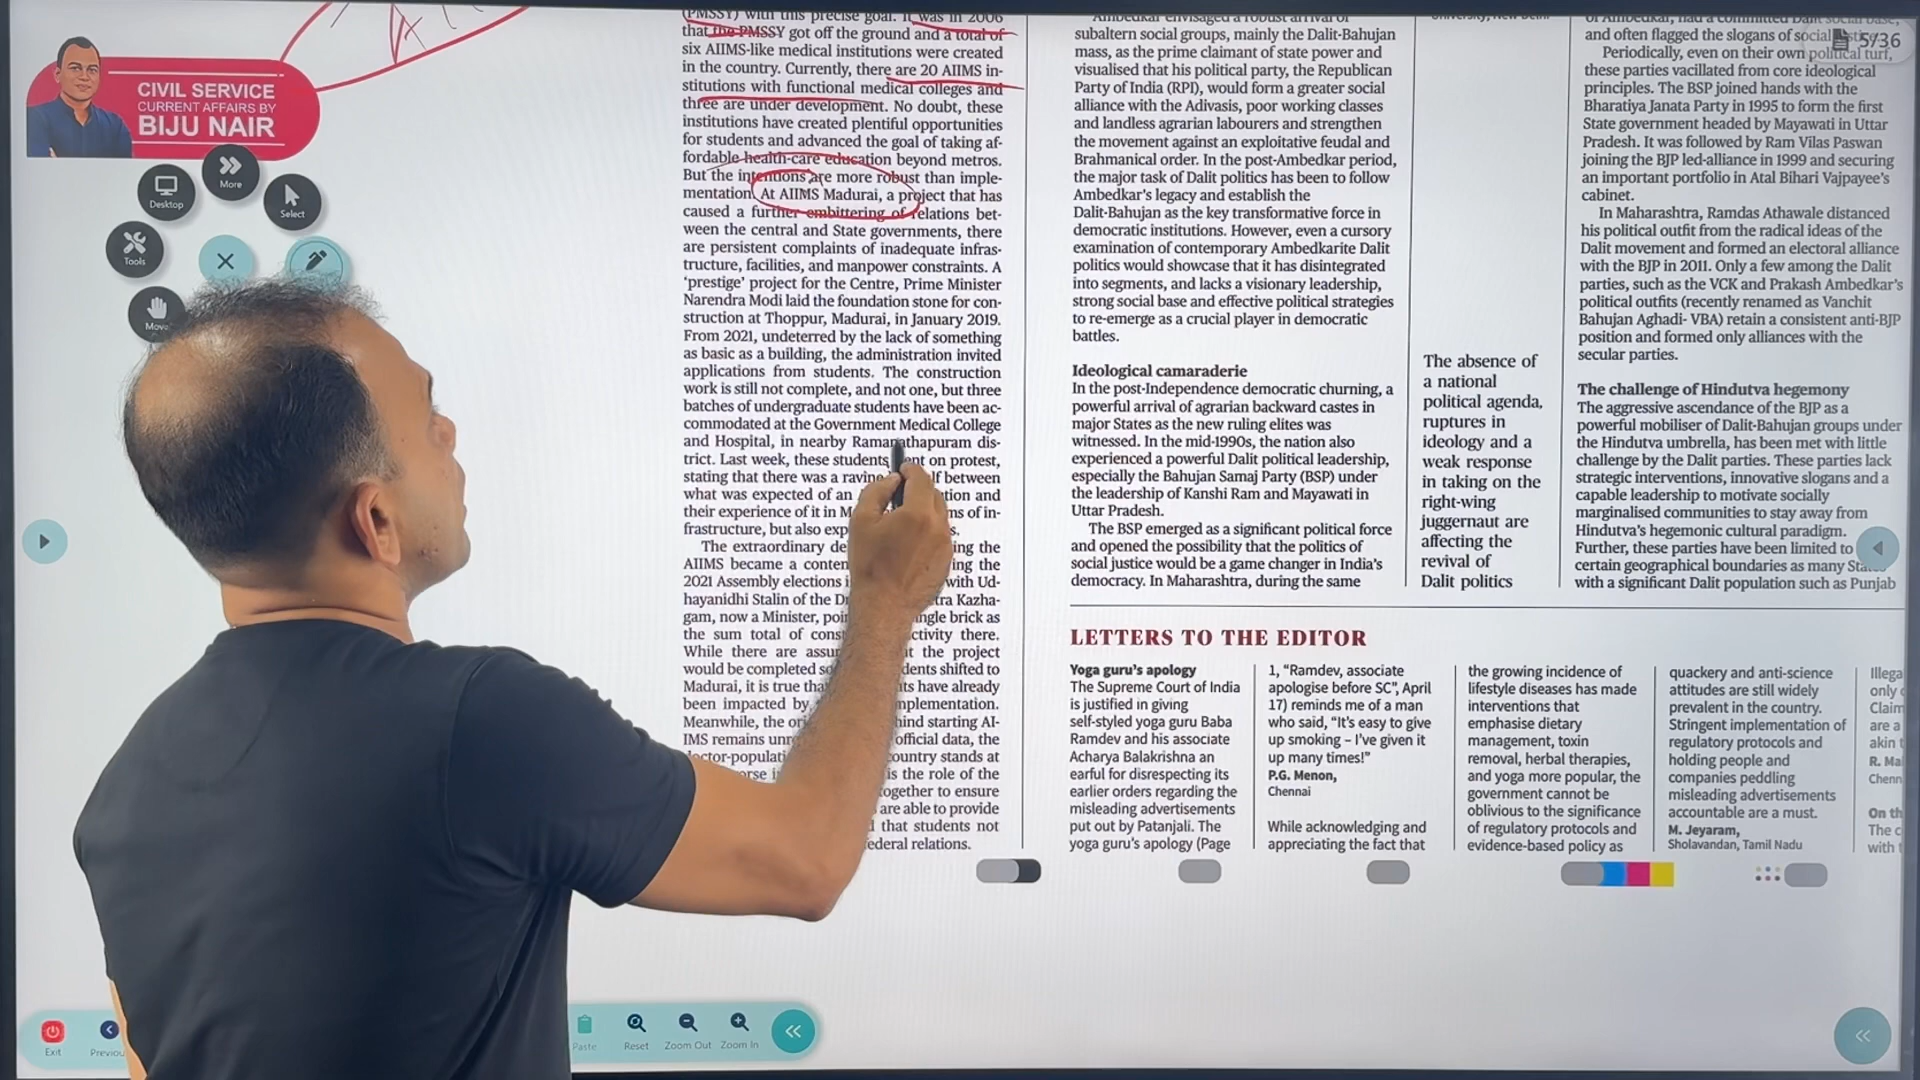 CIVIL SERVICE
CURRENT AFFAIRS BY
BIJU NAIR
More
Desktop
Select
Tools
Move
5/36
(PMSSY) with this precise goal. It was in 2006
that the PMSSY got off the ground and a total of
six AIIMS-like medical institutions were created
in the country. Currently, there are 20 AIIMS in-
stitutions with functional medical colleges and
three are under development. No doubt, these
institutions have created plentiful opportunities
for students and advanced the goal of taking af-
fordable health-care education beyond metros.
But the intentions are more robust than imple-
mentation. At AIIMS Madurai, a project that has
caused a further embittering of relations bet-
ween the central and State governments, there
are persistent complaints of inadequate infras-
tructure, facilities, and manpower constraints. A
‘prestige’ project for the Centre, Prime Minister
Narendra Modi laid the foundation stone for con-
struction at Thoppur, Madurai, in January 2019.
From 2021, undeterred by the lack of something
as basic as a building, the administration invited
applications from students. The construction
work is still not complete, and not one, but three
batches of undergraduate students have been ac-
commodated at the Government Medical College
and Hospital, in nearby Ramanathapuram dis-
trict. Last week, these students on protest,
stating that there was a between
what was expected of an and
their experience of it in of in-
frastructure, but also
The extraordinary the
AIIMS became a the
2021 Assembly elections with Ud-
hayanidhi Stalin of the Kazha-
gam, now a Minister, brick as
the sum total of there.
While there are the project
would be completed shifted to
Madurai, it is true have already
been impacted by
Meanwhile, the starting AI-
IMS remains official data, the
country stands at
is the role of the
together to ensure
are able to provide
that students not
relations.
Ambedkar envisaged a robust arrival of
subaltern social groups, mainly the Dalit-Bahujan
mass, as the prime claimant of state power and
visualised that his political party, the Republican
Party of India (RPI), would form a greater social
alliance with the Adivasis, poor working classes
and landless agrarian labourers and strengthen
the movement against an exploitative feudal and
Brahmanical order. In the post-Ambedkar period,
the major task of Dalit politics has been to follow
Ambedkar’s legacy and establish the
Dalit-Bahujan as the key transformative force in
democratic institutions. However, even a cursory
examination of contemporary Ambedkarite Dalit
politics would showcase that it has disintegrated
into segments, and lacks a visionary leadership,
strong social base and effective political strategies
to re-emerge as a crucial player in democratic
battles.
Ideological camaraderie
In the post-Independence democratic churning, a
powerful arrival of agrarian backward castes in
major States as the new ruling elites was
witnessed. In the mid-1990s, the nation also
experienced a powerful Dalit political leadership,
especially the Bahujan Samaj Party (BSP) under
the leadership of Kanshi Ram and Mayawati in
Uttar Pradesh.
The BSP emerged as a significant political force
and opened the possibility that the politics of
social justice would be a game changer in India’s
democracy. In Maharashtra, during the same
The absence of
a national
political agenda,
ruptures in
ideology and a
weak response
in taking on the
right-wing
juggernaut are
affecting the
revival of
Dalit politics
of Ambedkar, had a committed Dalit social base,
and often flagged the slogans of social
Periodically, even on their own political turf,
these parties vacillated from core ideological
principles. The BSP joined hands with the
Bharatiya Janata Party in 1995 to form the first
State government headed by Mayawati in Uttar
Pradesh. It was followed by Ram Vilas Paswan
joining the BJP led-alliance in 1999 and securing
an important portfolio in Atal Bihari Vajpayee’s
cabinet.
In Maharashtra, Ramdas Athawale distanced
his political outfit from the radical ideas of the
Dalit movement and formed an electoral alliance
with the BJP in 2011. Only a few among the Dalit
parties, such as the VCK and Prakash Ambedkar’s
political outfits (recently renamed as Vanchit
Bahujan Aghadi- VBA) retain a consistent anti-BJP
position and formed only alliances with the
secular parties.
The challenge of Hindutva hegemony
The aggressive ascendance of the BJP as a
powerful mobiliser of Dalit-Bahujan groups under
the Hindutva umbrella, has been met with little
challenge by the Dalit parties. These parties lack
strategic interventions, innovative slogans and a
capable leadership to motivate socially
marginalised communities to stay away from
Hindutva’s hegemonic cultural paradigm.
Further, these parties have been limited to
certain geographical boundaries as many
with a significant Dalit population such as Punjab
LETTERS TO THE EDITOR
Yoga guru’s apology
The Supreme Court of India
is justified in giving
self-styled yoga guru Baba
Ramdev and his associate
Acharya Balakrishna an
earful for disrespecting its
earlier orders regarding the
misleading advertisements
put out by Patanjali. The
yoga guru’s apology (Page
1, “Ramdev, associate
apologise before SC”, April
17) reminds me of a man
who said, “It’s easy to give
up smoking – I’ve given it
up many times!”
P.G. Menon,
Chennai
While acknowledging and
appreciating the fact that
the growing incidence of
lifestyle diseases has made
interventions that
emphasise dietary
management, toxin
removal, herbal therapies,
and yoga more popular, the
government cannot be
oblivious to the significance
of regulatory protocols and
evidence-based policy as
quackery and anti-science
attitudes are still widely
prevalent in the country.
Stringent implementation of
regulatory protocols and
holding people and
companies peddling
misleading advertisements
accountable are a must.
M. Jeyaram,
Sholavandan, Tamil Nadu
Illega
only
Claim
are a
akin
R. Ma
Chenn
On th
The c
with
Exit
Previou
Paste
Reset
Zoom Out
Zoom In